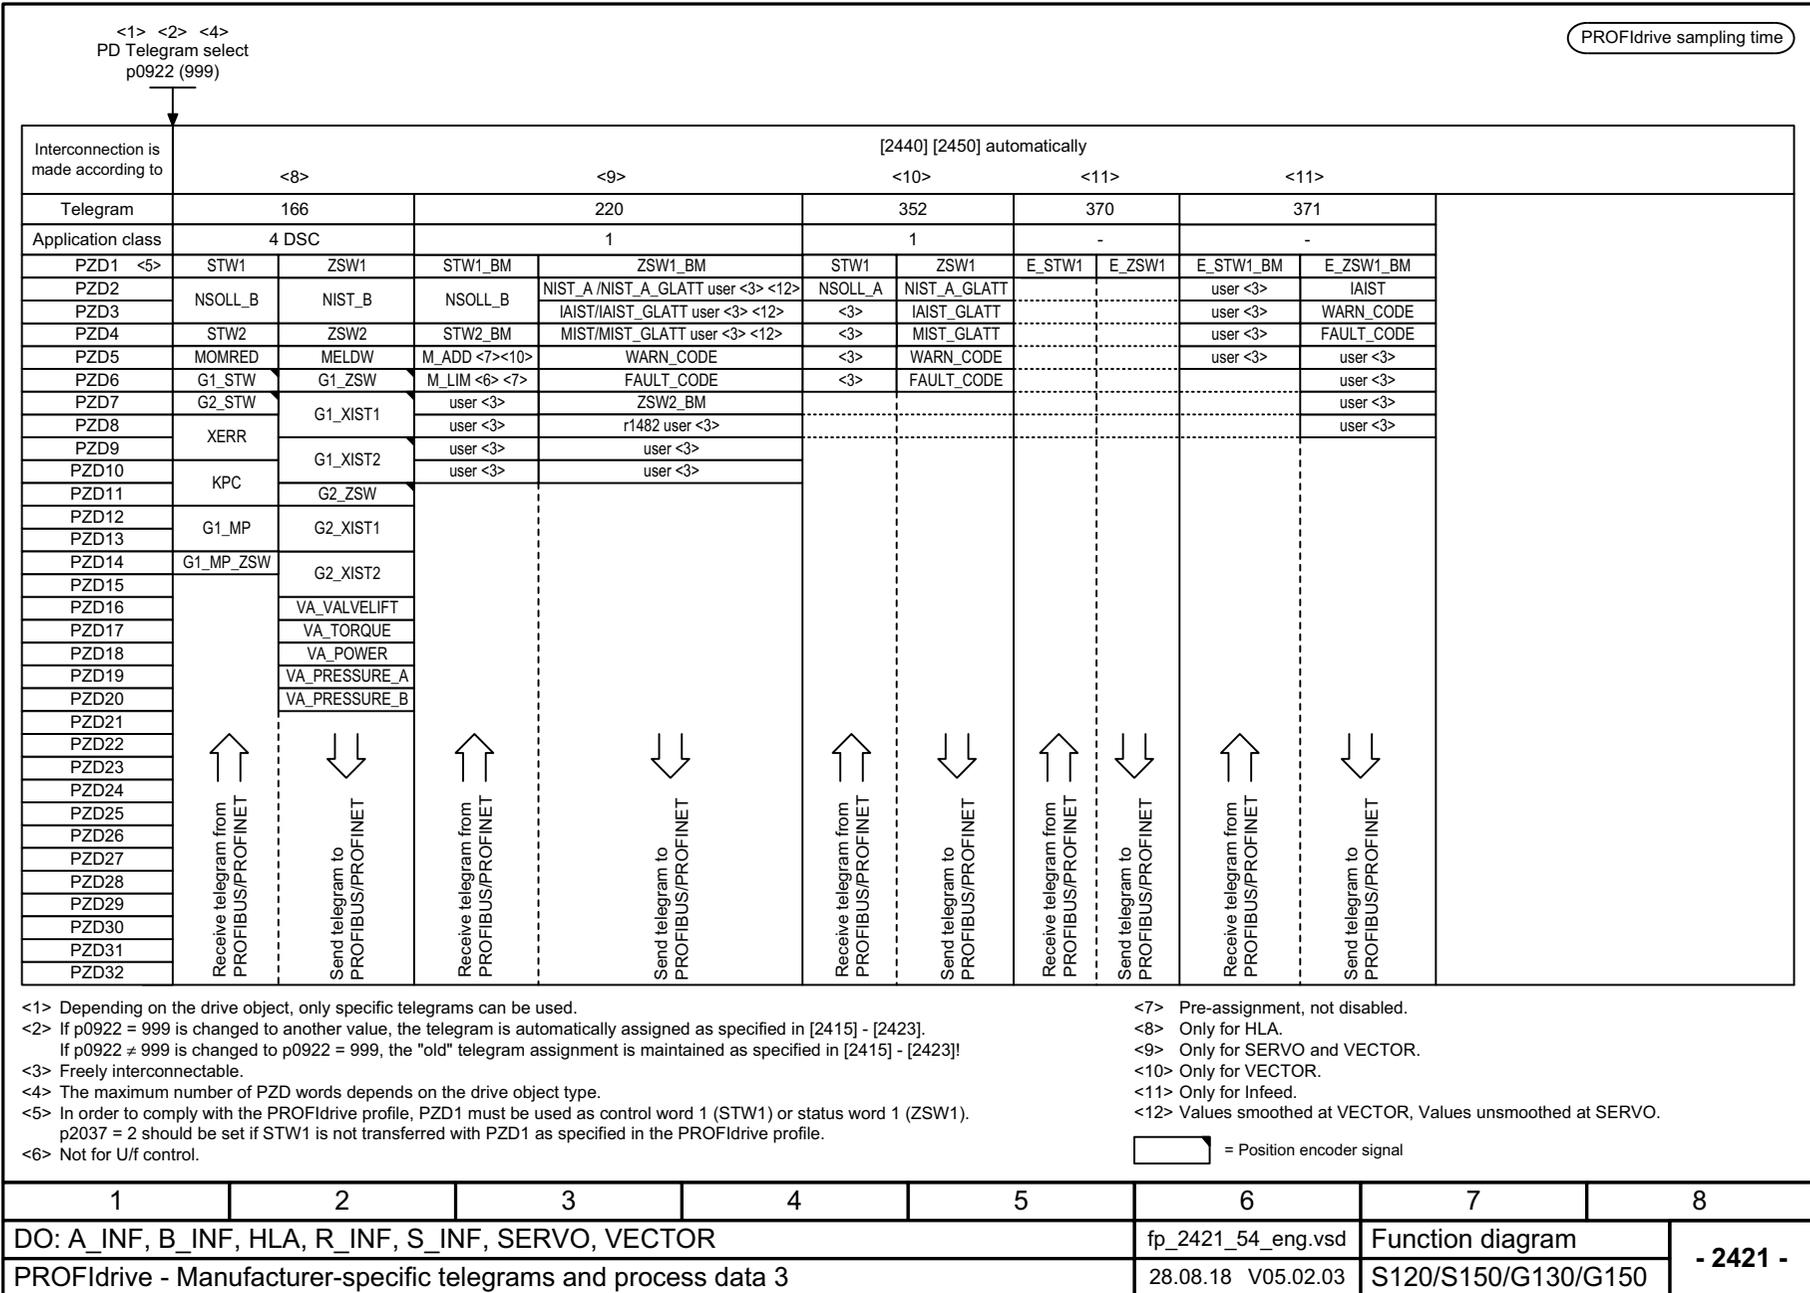 <1> <2> <4>
PD Telegram select
p0922 (999)
PROFIdrive sampling time
Interconnection is
made according to
[2440] [2450] automatically
<8> <9> <10> <11> <11>
Telegram 166 220 352 370 371
Application class 4 DSC 1 1 - -
PZD1 <5> STW1 ZSW1 STW1_BM ZSW1_BM STW1 ZSW1 E_STW1 E_ZSW1 E_STW1_BM E_ZSW1_BM
PZD2 NSOLL_B NIST_B NSOLL_B NIST_A /NIST_A_GLATT user <3> <12> NSOLL_A NIST_A_GLATT user <3> IAIST
PZD3 IAIST/IAIST_GLATT user <3> <12> <3> IAIST_GLATT user <3> WARN_CODE
PZD4 STW2 ZSW2 STW2_BM MIST/MIST_GLATT user <3> <12> <3> MIST_GLATT user <3> FAULT_CODE
PZD5 MOMRED MELDW M_ADD <7><10> WARN_CODE <3> WARN_CODE user <3> user <3>
PZD6 G1_STW G1_ZSW M_LIM <6> <7> FAULT_CODE <3> FAULT_CODE user <3>
PZD7 G2_STW G1_XIST1 user <3> ZSW2_BM user <3>
PZD8 XERR user <3> r1482 user <3> user <3>
PZD9 G1_XIST2 user <3> user <3>
PZD10 KPC user <3> user <3>
PZD11 G2_ZSW
PZD12 G1_MP G2_XIST1
PZD13
PZD14 G1_MP_ZSW G2_XIST2
PZD15
PZD16 VA_VALVELIFT
PZD17 VA_TORQUE
PZD18 VA_POWER
PZD19 VA_PRESSURE_A
PZD20 VA_PRESSURE_B
PZD21
PZD22
PZD23
PZD24
PZD25
PZD26
PZD27
PZD28
PZD29
PZD30
PZD31
PZD32
Receive telegram from
PROFIBUS/PROFINET
Send telegram to
PROFIBUS/PROFINET
Receive telegram from
PROFIBUS/PROFINET
Send telegram to
PROFIBUS/PROFINET
Receive telegram from
PROFIBUS/PROFINET
Send telegram to
PROFIBUS/PROFINET
Receive telegram from
PROFIBUS/PROFINET
Send telegram to
PROFIBUS/PROFINET
Receive telegram from
PROFIBUS/PROFINET
Send telegram to
PROFIBUS/PROFINET
<1> Depending on the drive object, only specific telegrams can be used.
<2> If p0922 = 999 is changed to another value, the telegram is automatically assigned as specified in [2415] - [2423].
If p0922 ≠ 999 is changed to p0922 = 999, the "old" telegram assignment is maintained as specified in [2415] - [2423]!
<3> Freely interconnectable.
<4> The maximum number of PZD words depends on the drive object type.
<5> In order to comply with the PROFIdrive profile, PZD1 must be used as control word 1 (STW1) or status word 1 (ZSW1).
p2037 = 2 should be set if STW1 is not transferred with PZD1 as specified in the PROFIdrive profile.
<6> Not for U/f control.
<7> Pre-assignment, not disabled.
<8> Only for HLA.
<9> Only for SERVO and VECTOR.
<10> Only for VECTOR.
<11> Only for Infeed.
<12> Values smoothed at VECTOR, Values unsmoothed at SERVO.
= Position encoder signal
1 2 3 4 5 6 7 8
DO: A_INF, B_INF, HLA, R_INF, S_INF, SERVO, VECTOR fp_2421_54_eng.vsd Function diagram
- 2421 -
PROFIdrive - Manufacturer-specific telegrams and process data 3 28.08.18 V05.02.03 S120/S150/G130/G150